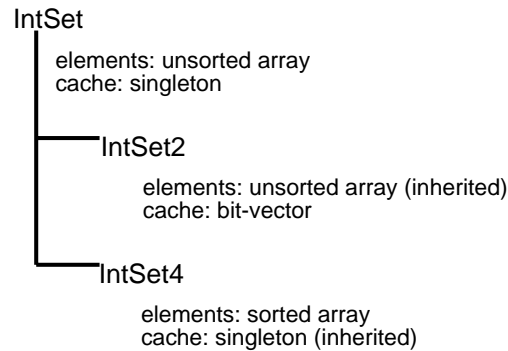 IntSet
elements: unsorted array
cache: singleton
IntSet2
elements: unsorted array (inherited)
cache: bit-vector
IntSet4
elements: sorted array
cache: singleton (inherited)